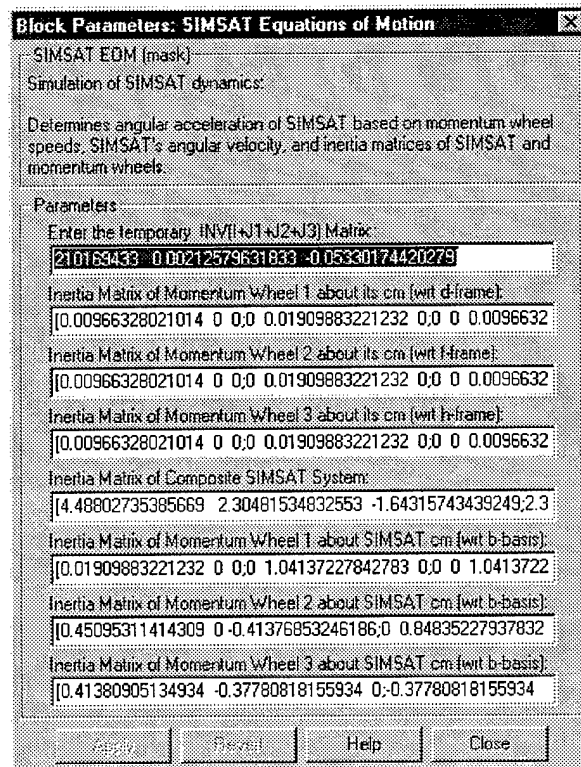 Block Parameters: SIMSAT Equations of Motion
SIMSAT EOM (mask)
Simulation of SIMSAT dynamics:
Determines angular acceleration of SIMSAT based on momentum wheel
speeds, SIMSAT's angular velocity, and inertia matrices of SIMSAT and
momentum wheels.
Parameters
Enter the temporary INV(I+J1+J2+J3) Matrix:
210169433 0.00212579631833 -0.05330174420279
Inertia Matrix of Momentum Wheel 1 about its cm (wrt d-frame):
[0.00966328021014 0 0;0 0.01909883221232 0;0 0 0.0096632
Inertia Matrix of Momentum Wheel 2 about its cm (wrt f-frame):
[0.00966328021014 0 0;0 0.01909883221232 0;0 0 0.0096632
Inertia Matrix of Momentum Wheel 3 about its cm (wrt h-frame):
[0.00966328021014 0 0;0 0.01909883221232 0;0 0 0.0096632
Inertia Matrix of Composite SIMSAT System:
[4.48802735385669 2.30481534832553 -1.64315743439249;2.3
Inertia Matrix of Momentum Wheel 1 about SIMSAT cm (wrt b-basis):
[0.01909883221232 0 0;0 1.04137227842783 0;0 0 1.0413722
Inertia Matrix of Momentum Wheel 2 about SIMSAT cm (wrt b-basis):
[0.45095311414309 0 -0.41376853246186;0 0.84835227937832
Inertia Matrix of Momentum Wheel 3 about SIMSAT cm (wrt b-basis):
[0.41380905134934 -0.37780818155934 0;-0.37780818155934
Apply Revert Help Close